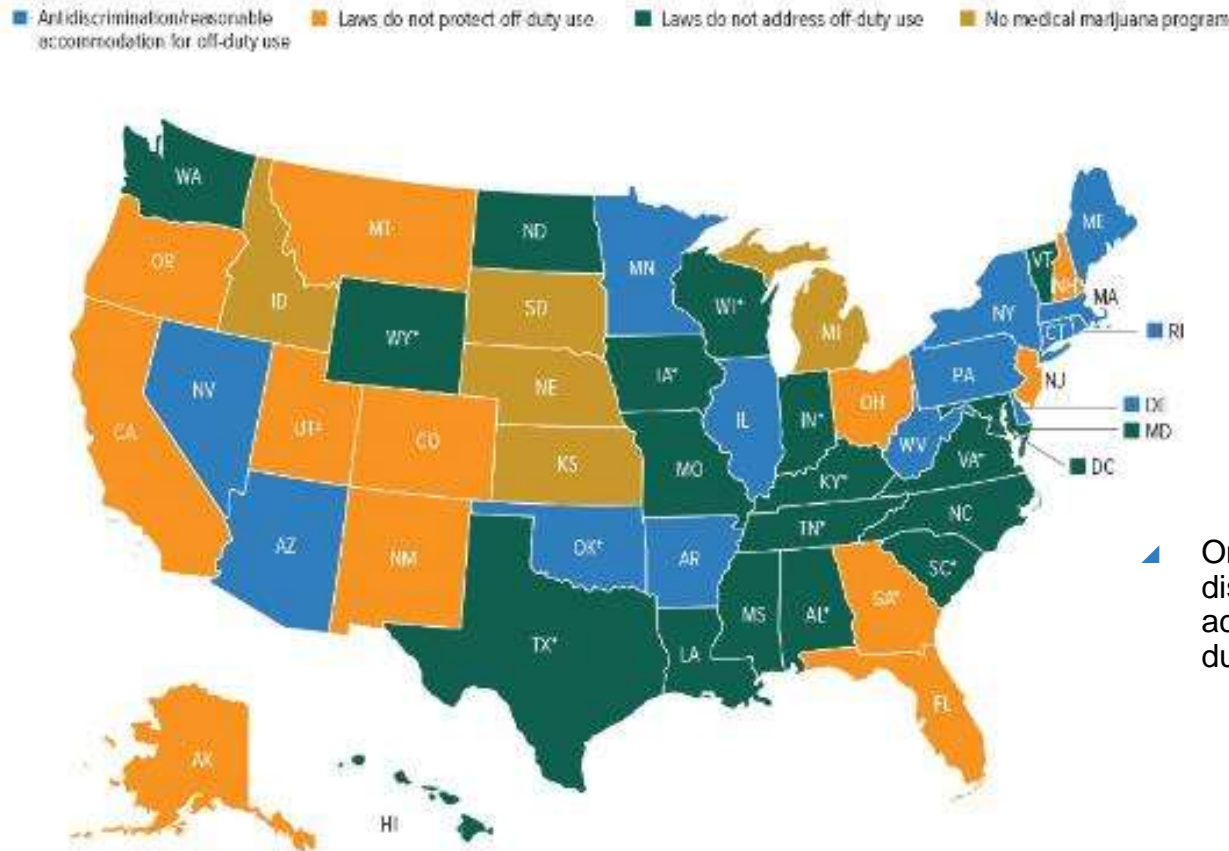 Antidiscrimination/reasonable
accommodation for off-duty use
Laws do not protect off-duty use
Laws do not address off-duty use
No medical marijuana program
WA
ND
ME
MT
MN
VT
OR
NH
MA
ID
SD
WI*
NY
WY*
MI
CT
RI
IA*
PA
NJ
NE
NV
OH
DE
IL
IN*
MD
CA
CO
WV
KS
MO
VA*
DC
KY*
NC
TN*
AZ
NM
AR
SC*
MS
AL*
GA*
TX*
LA
FL
AK
HI